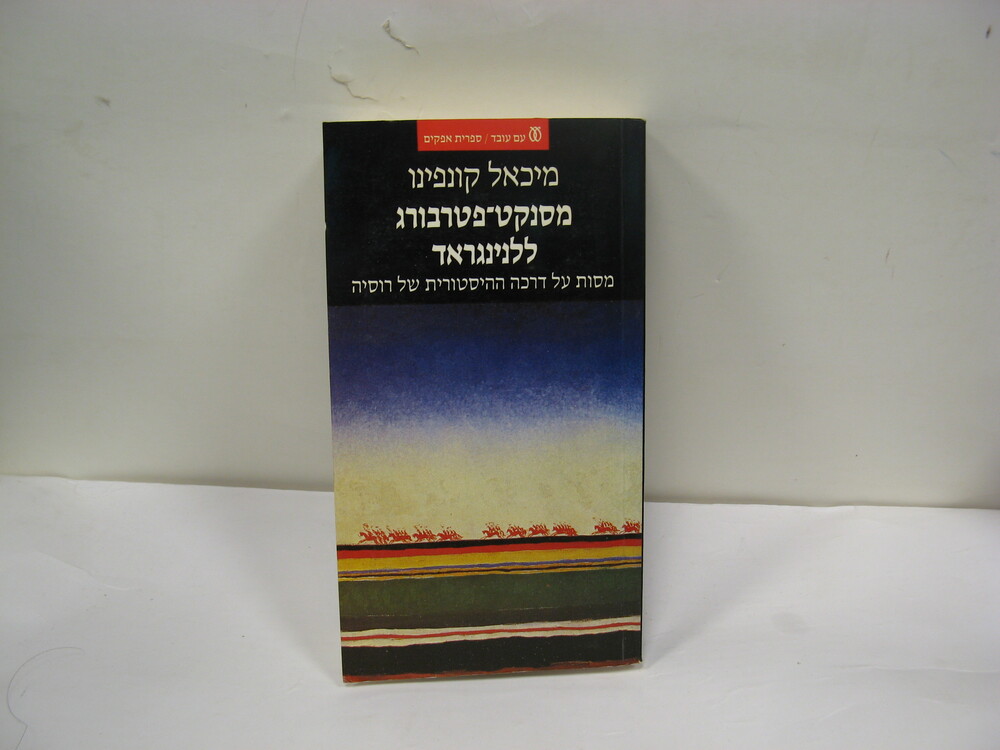 עם עובד / ספרית אפקים
מיכאל קונפינו
מסנקט־פטרבורג
ללנינגראד
מסות על דרכה ההיסטורית של רוסיה